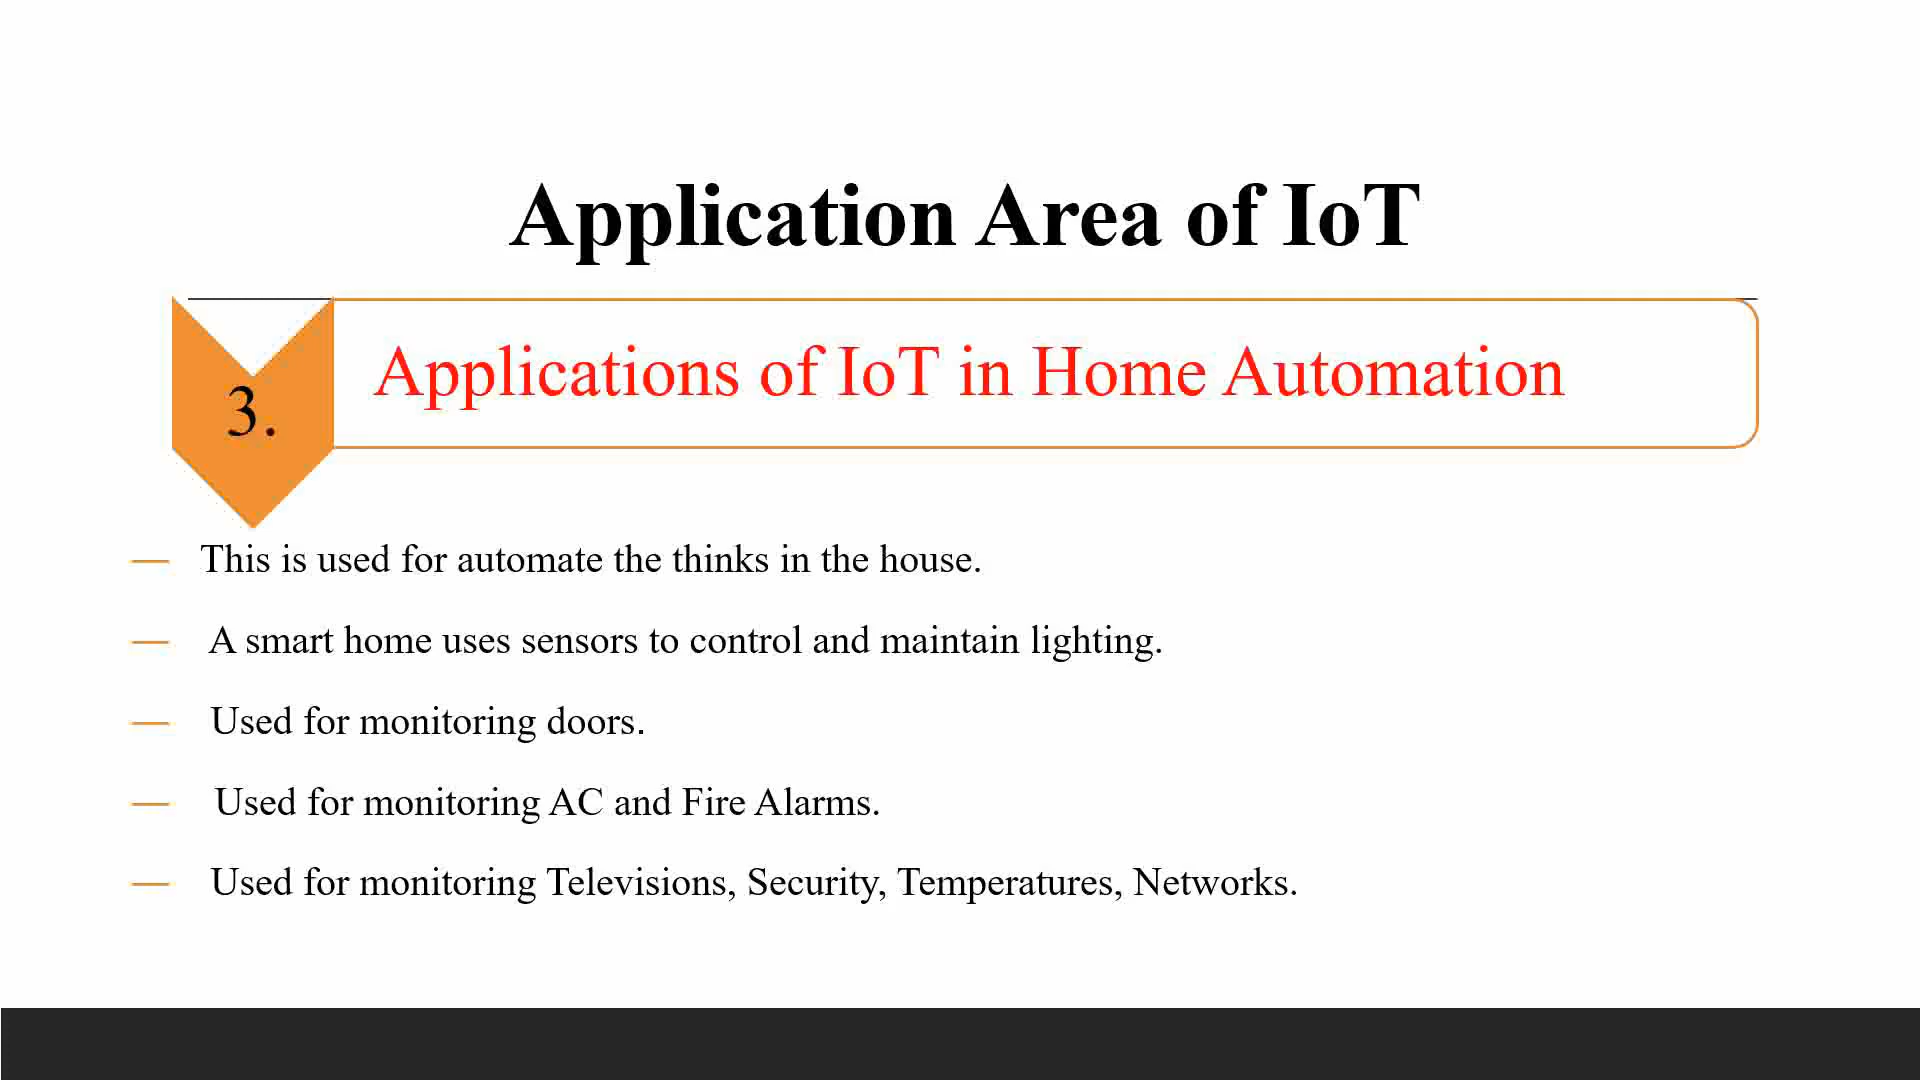 Application Area of IoT
3.
Applications of IoT in Home Automation
— This is used for automate the thinks in the house.
— A smart home uses sensors to control and maintain lighting.
— Used for monitoring doors.
— Used for monitoring AC and Fire Alarms.
— Used for monitoring Televisions, Security, Temperatures, Networks.